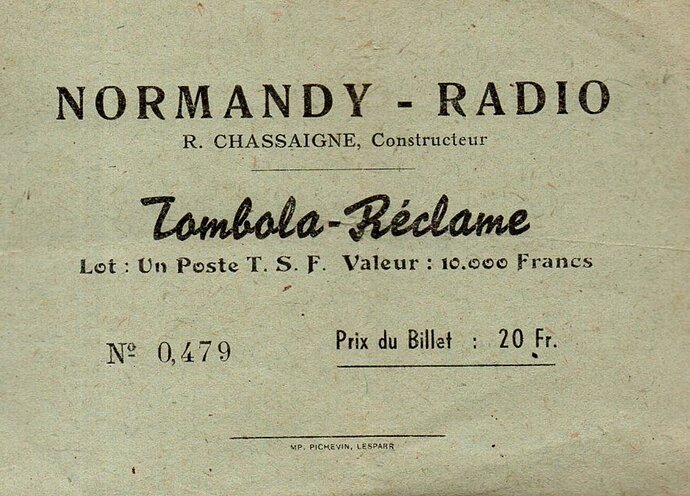 NORMANDY - RADIO
R. CHASSAIGNE, Constructeur
Tombola-Réclame
Lot : Un Poste T. S. F. Valeur : 10.000 Francs
Nº 0,479
Prix du Billet : 20 Fr.
MP. PICHEVIN, LESPARR